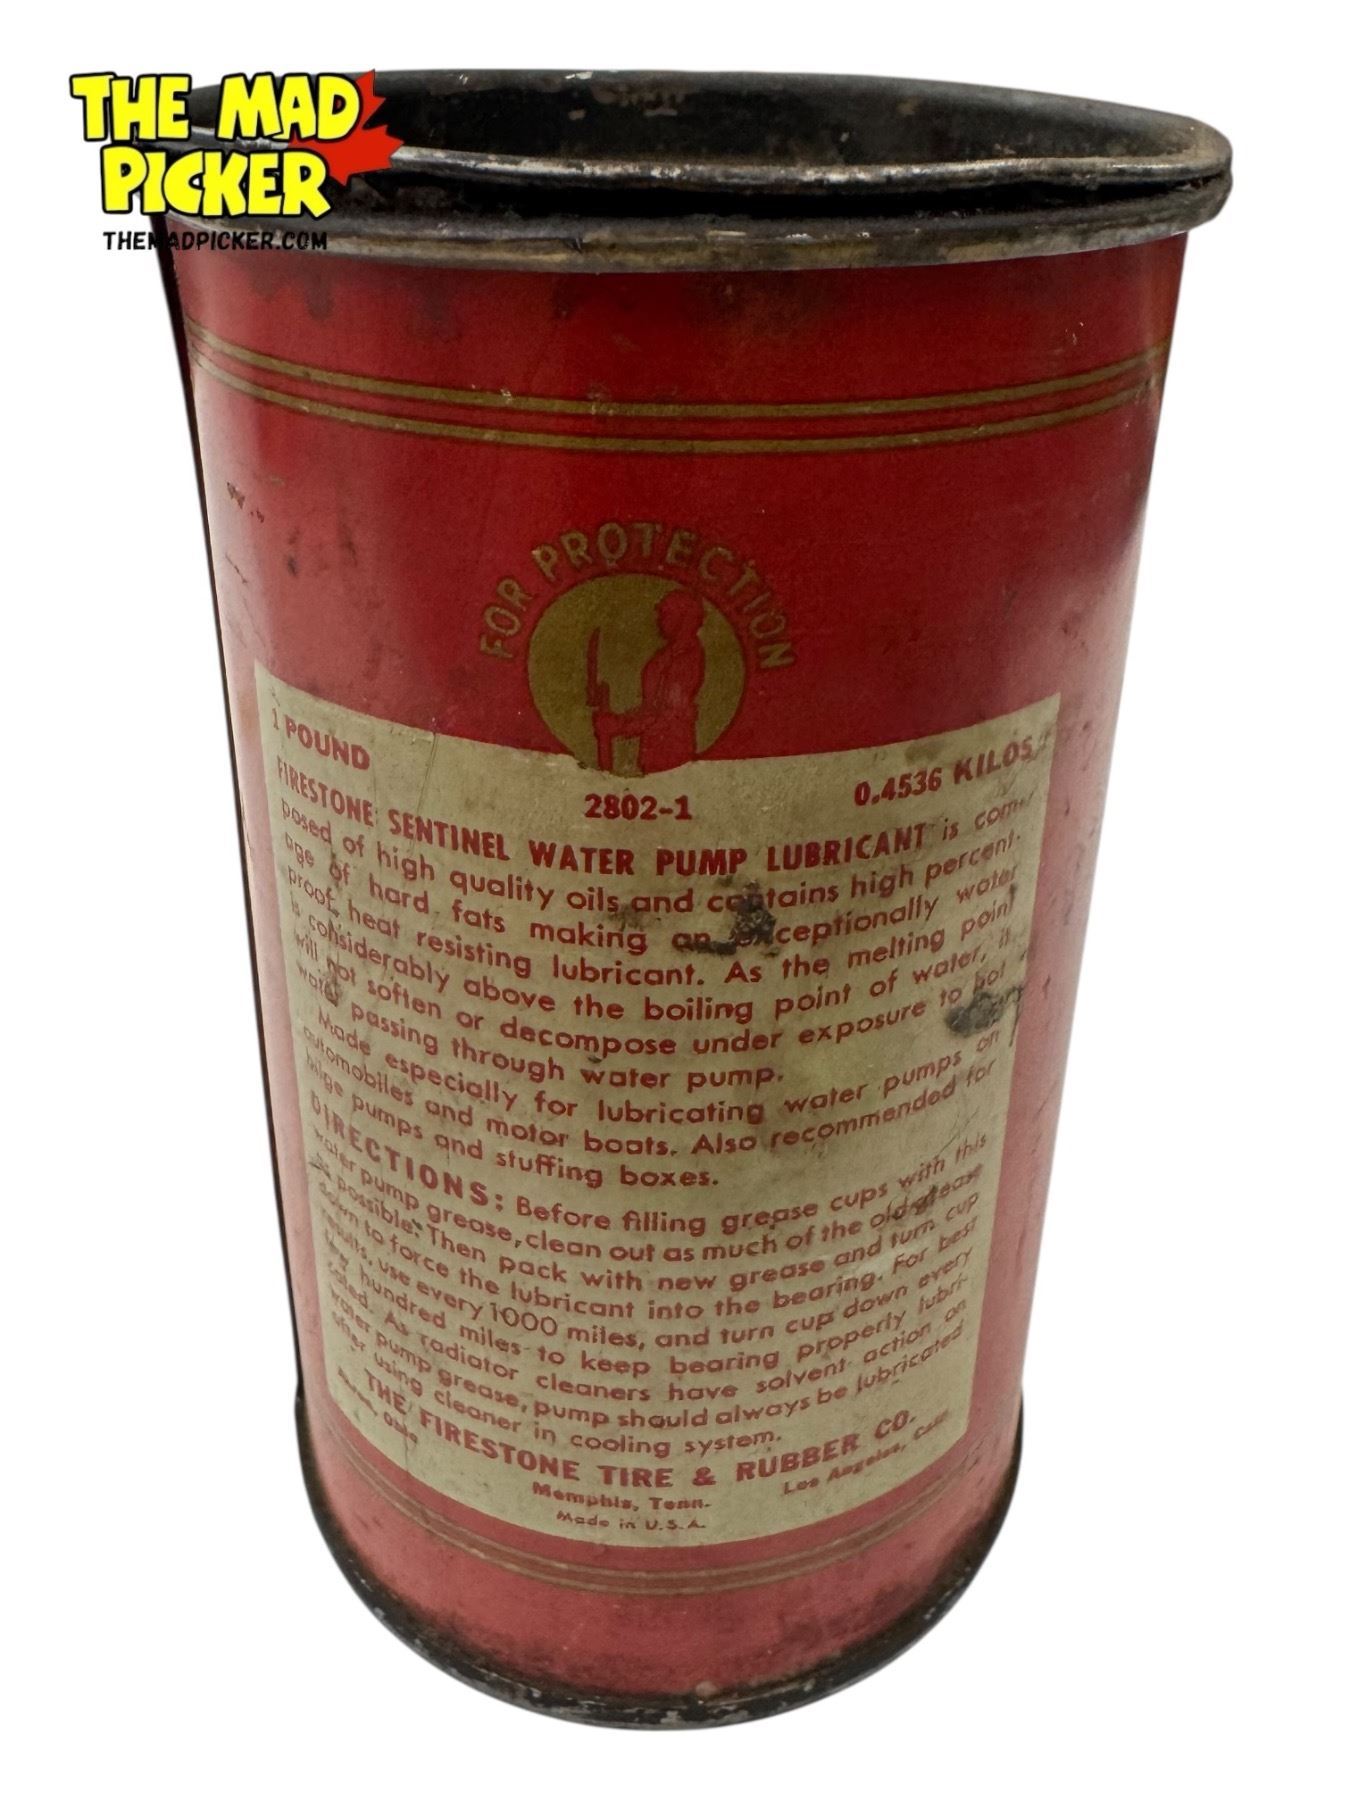 THE MAD
PICKER
THEMADPICKER.COM
FOR PROTECTION
1 POUND
2802-1
0.4536 KILOS
FIRESTONE SENTINEL WATER PUMP LUBRICANT is com-
posed of high quality oils and contains high percent-
age of hard fats making an exceptionally water
proof, heat resisting lubricant. As the melting point
is considerably above the boiling point of water, it
will not soften or decompose under exposure to hot
water passing through water pump.
Made especially for lubricating water pumps on
automobiles and motor boats. Also recommended for
bilge pumps and stuffing boxes.
DIRECTIONS: Before filling grease cups with this
water pump grease, clean out as much of the old grease
as possible. Then pack with new grease and turn cup
down to force the lubricant into the bearing. For best
results, use every 1000 miles, and turn cup down every
few hundred miles to keep bearing properly lubri-
cated. As radiator cleaners have solvent action on
water pump grease, pump should always be lubricated
after using cleaner in cooling system.
THE FIRESTONE TIRE & RUBBER CO.
Akron, Ohio
Memphis, Tenn.
Los Angeles, Calif.
Made in U.S.A.